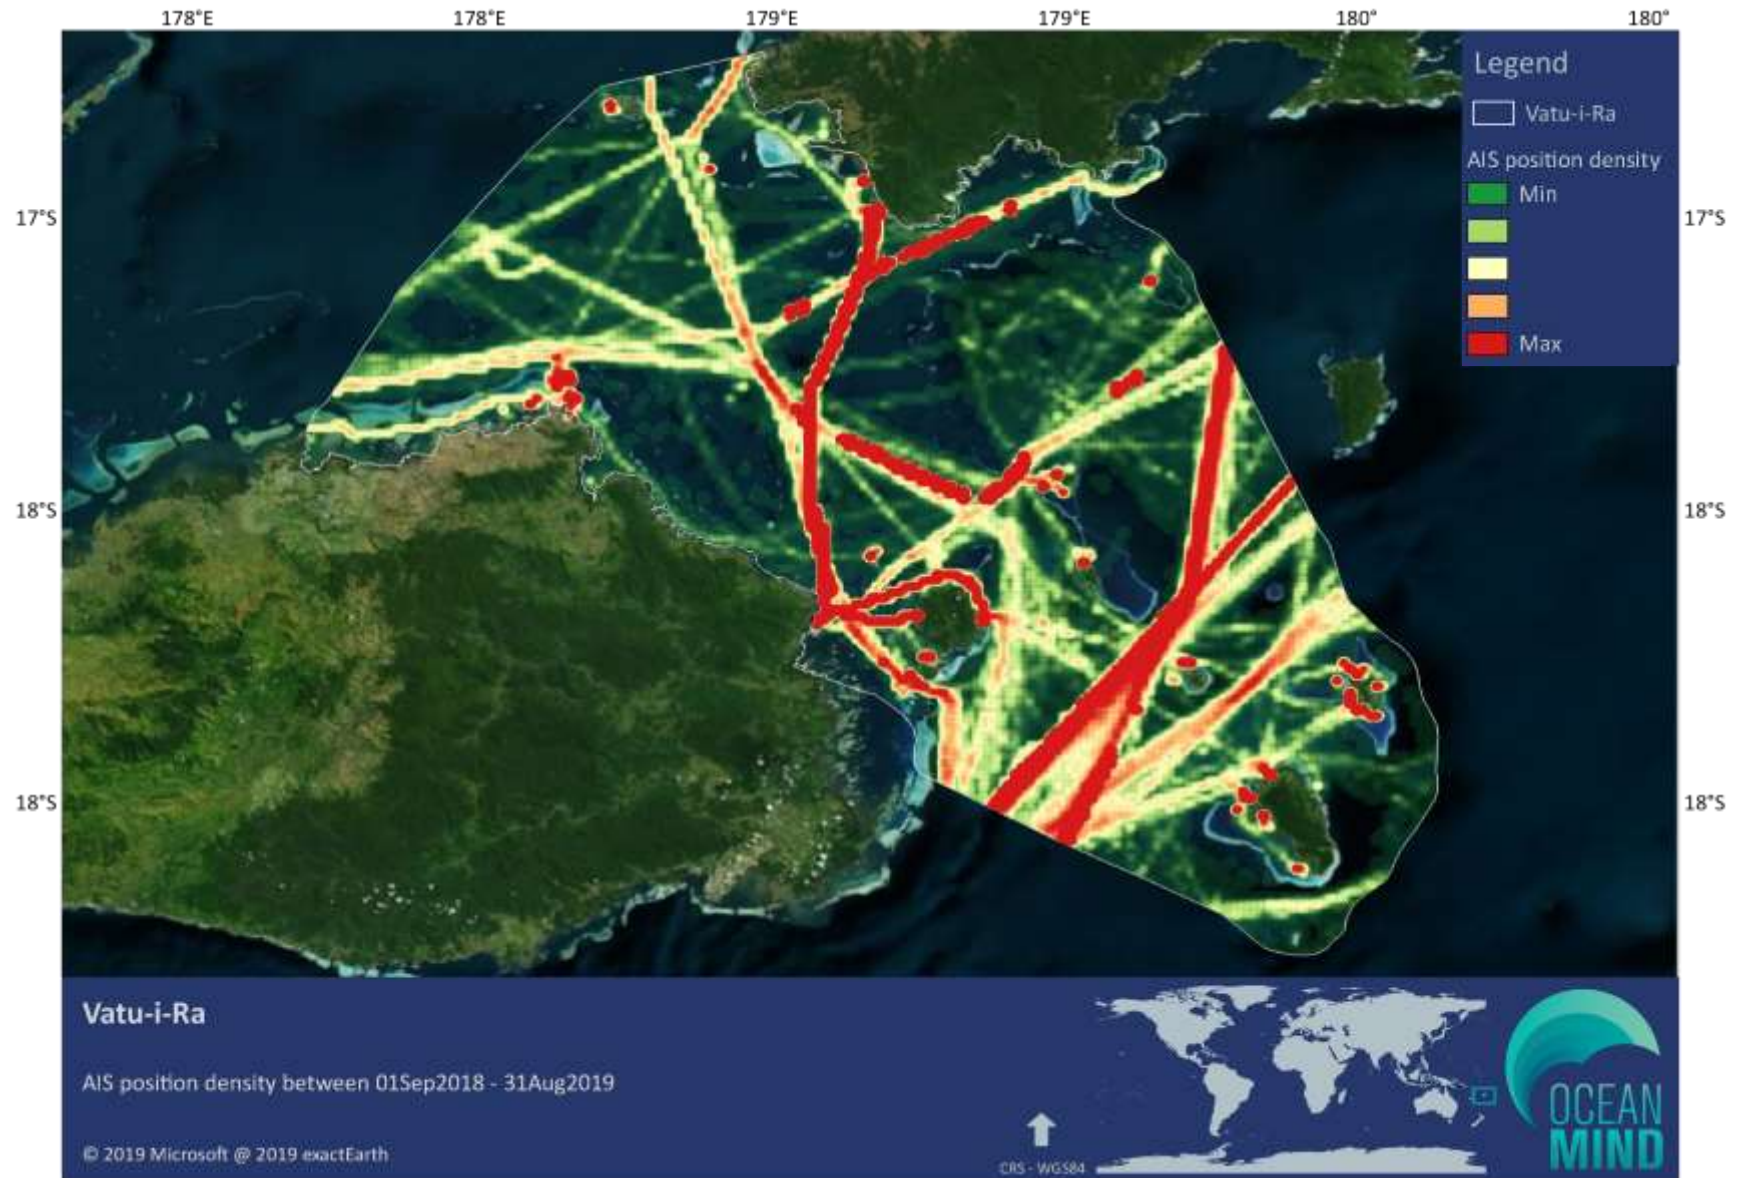 178°E 178°E 179°E 179°E 180° 180°
Legend
Vatu-i-Ra
AIS position density
Min
Max
17°S 17°S
18°S 18°S
18°S 18°S
Vatu-i-Ra
AIS position density between 01Sep2018 - 31Aug2019
© 2019 Microsoft @ 2019 exactEarth
CRS - WGS84
OCEAN
MIND